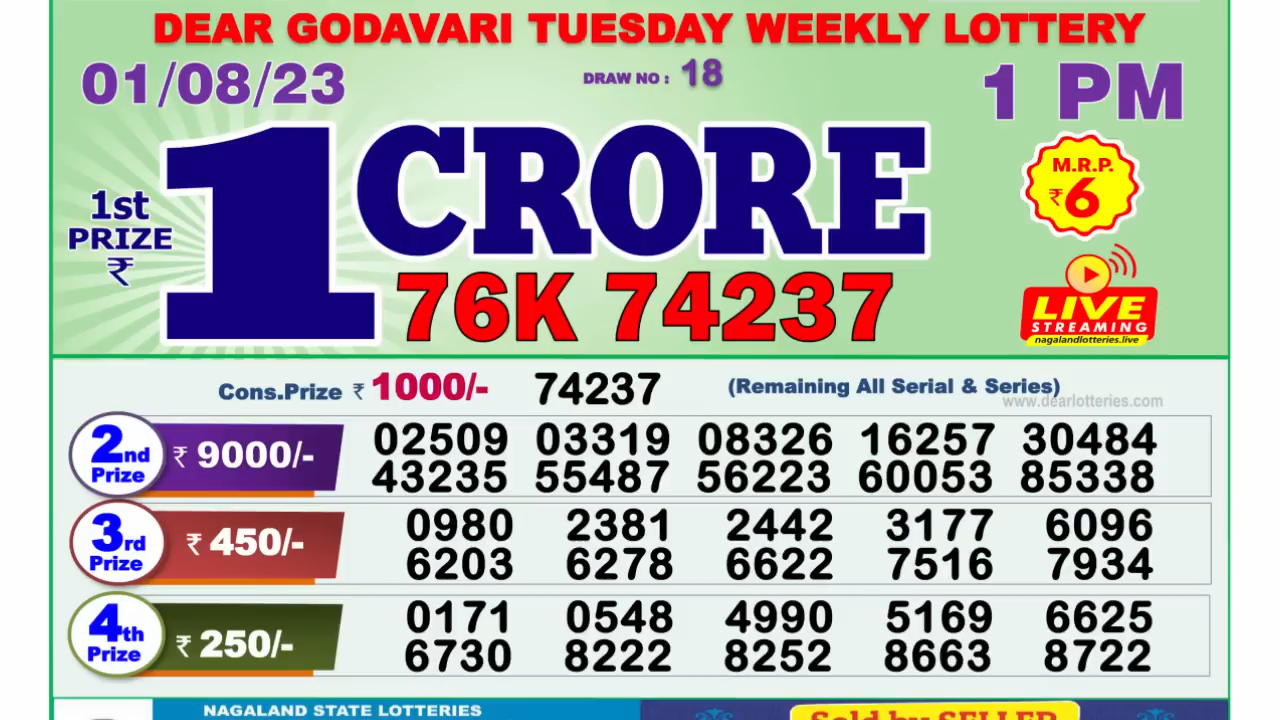 DEAR GODAVARI TUESDAY WEEKLY LOTTERY
01/08/23 DRAW NO : 18 1 PM
1st PRIZE ₹ 1 CRORE
M.R.P. ₹ 6
76K 74237
LIVE
STREAMING
nagalandlotteries.live
Cons.Prize ₹ 1000/- 74237 (Remaining All Serial & Series)
www.dearlotteries.com
2nd Prize ₹ 9000/-
02509 03319 08326 16257 30484
43235 55487 56223 60053 85338
3rd Prize ₹ 450/-
0980 2381 2442 3177 6096
6203 6278 6622 7516 7934
4th Prize ₹ 250/-
0171 0548 4990 5169 6625
6730 8222 8252 8663 8722
NAGALAND STATE LOTTERIES
Sold by SELLER